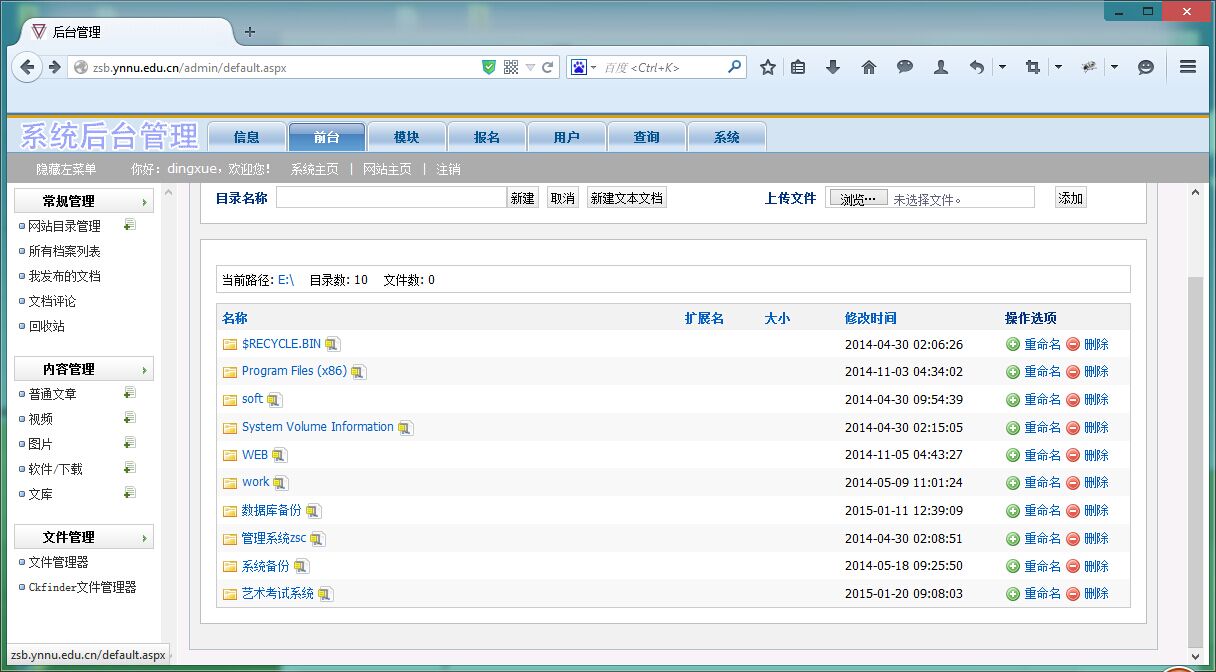 后台管理
zsb.ynnu.edu.cn/admin/default.aspx
百度 <Ctrl+K>
系统后台管理 信息 前台 模块 报名 用户 查询 系统
隐藏左菜单 你好：dingxue，欢迎您! 系统主页 | 网站主页 | 注销
常规管理
网站目录管理
所有档案列表
我发布的文档
文档评论
回收站
内容管理
普通文章
视频
图片
软件/下载
文库
文件管理
文件管理器
Ckfinder文件管理器
目录名称 新建 取消 新建文本文档 上传文件 浏览… 未选择文件。 添加
当前路径: E:\ 目录数: 10 文件数: 0
名称 扩展名 大小 修改时间 操作选项
$RECYCLE.BIN 2014-04-30 02:06:26 重命名 删除
Program Files (x86) 2014-11-03 04:34:02 重命名 删除
soft 2014-04-30 09:54:39 重命名 删除
System Volume Information 2014-04-30 02:15:05 重命名 删除
WEB 2014-11-05 04:43:27 重命名 删除
work 2014-05-09 11:01:24 重命名 删除
数据库备份 2015-01-11 12:39:09 重命名 删除
管理系统zsc 2014-04-30 02:08:51 重命名 删除
系统备份 2014-05-18 09:25:50 重命名 删除
艺术考试系统 2015-01-20 09:08:03 重命名 删除
zsb.ynnu.edu.cn/default.aspx